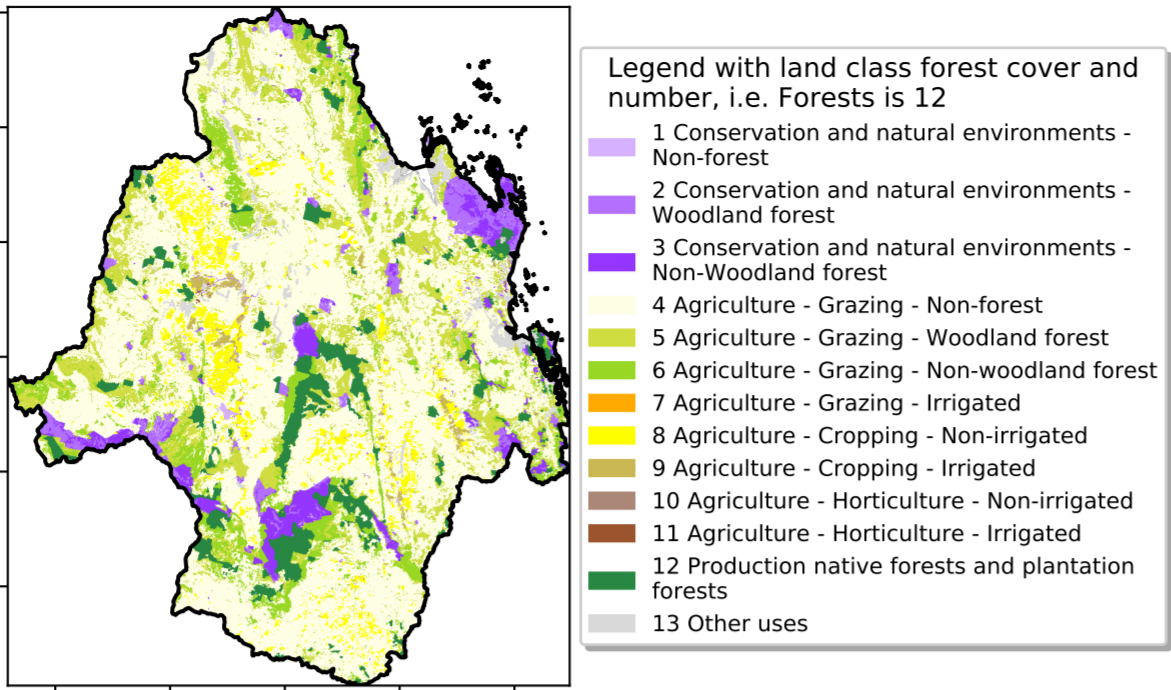 Legend with land class forest cover and
number, i.e. Forests is 12
1 Conservation and natural environments -
Non-forest
2 Conservation and natural environments -
Woodland forest
3 Conservation and natural environments -
Non-Woodland forest
4 Agriculture - Grazing - Non-forest
5 Agriculture - Grazing - Woodland forest
6 Agriculture - Grazing - Non-woodland forest
7 Agriculture - Grazing - Irrigated
8 Agriculture - Cropping - Non-irrigated
9 Agriculture - Cropping - Irrigated
10 Agriculture - Horticulture - Non-irrigated
11 Agriculture - Horticulture - Irrigated
12 Production native forests and plantation
forests
13 Other uses